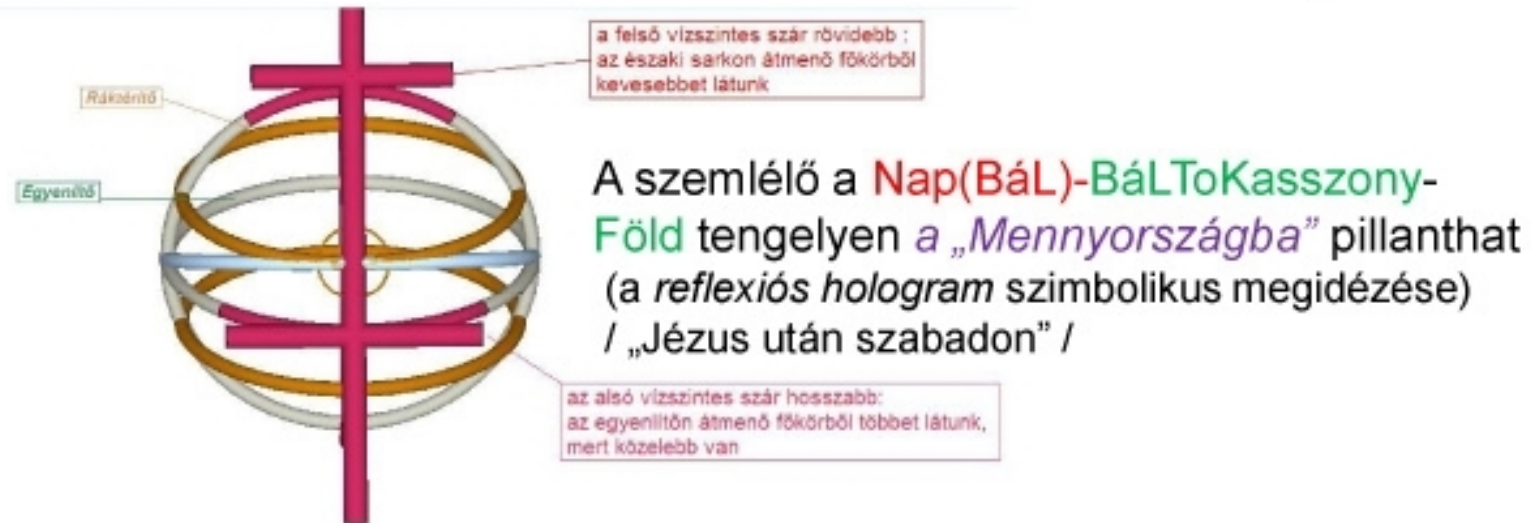 a felső vízszintes szár rövidebb :
az északi sarkon átmenő főkörből
kevesebbet látunk
Ráktérítő
Egyenlítő
A szemlélő a Nap(BáL)-BáLToKasszony-
Föld tengelyen a „Mennyországba” pillanthat
(a reflexiós hologram szimbolikus megidézése)
/ „Jézus után szabadon” /
az alsó vízszintes szár hosszabb:
az egyenlítőn átmenő főkörből többet látunk,
mert közelebb van